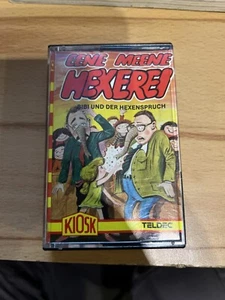 EENE MEENE
HEXEREI
BIBI UND DER HEXENSPRUCH
KIOSK
TELDEC